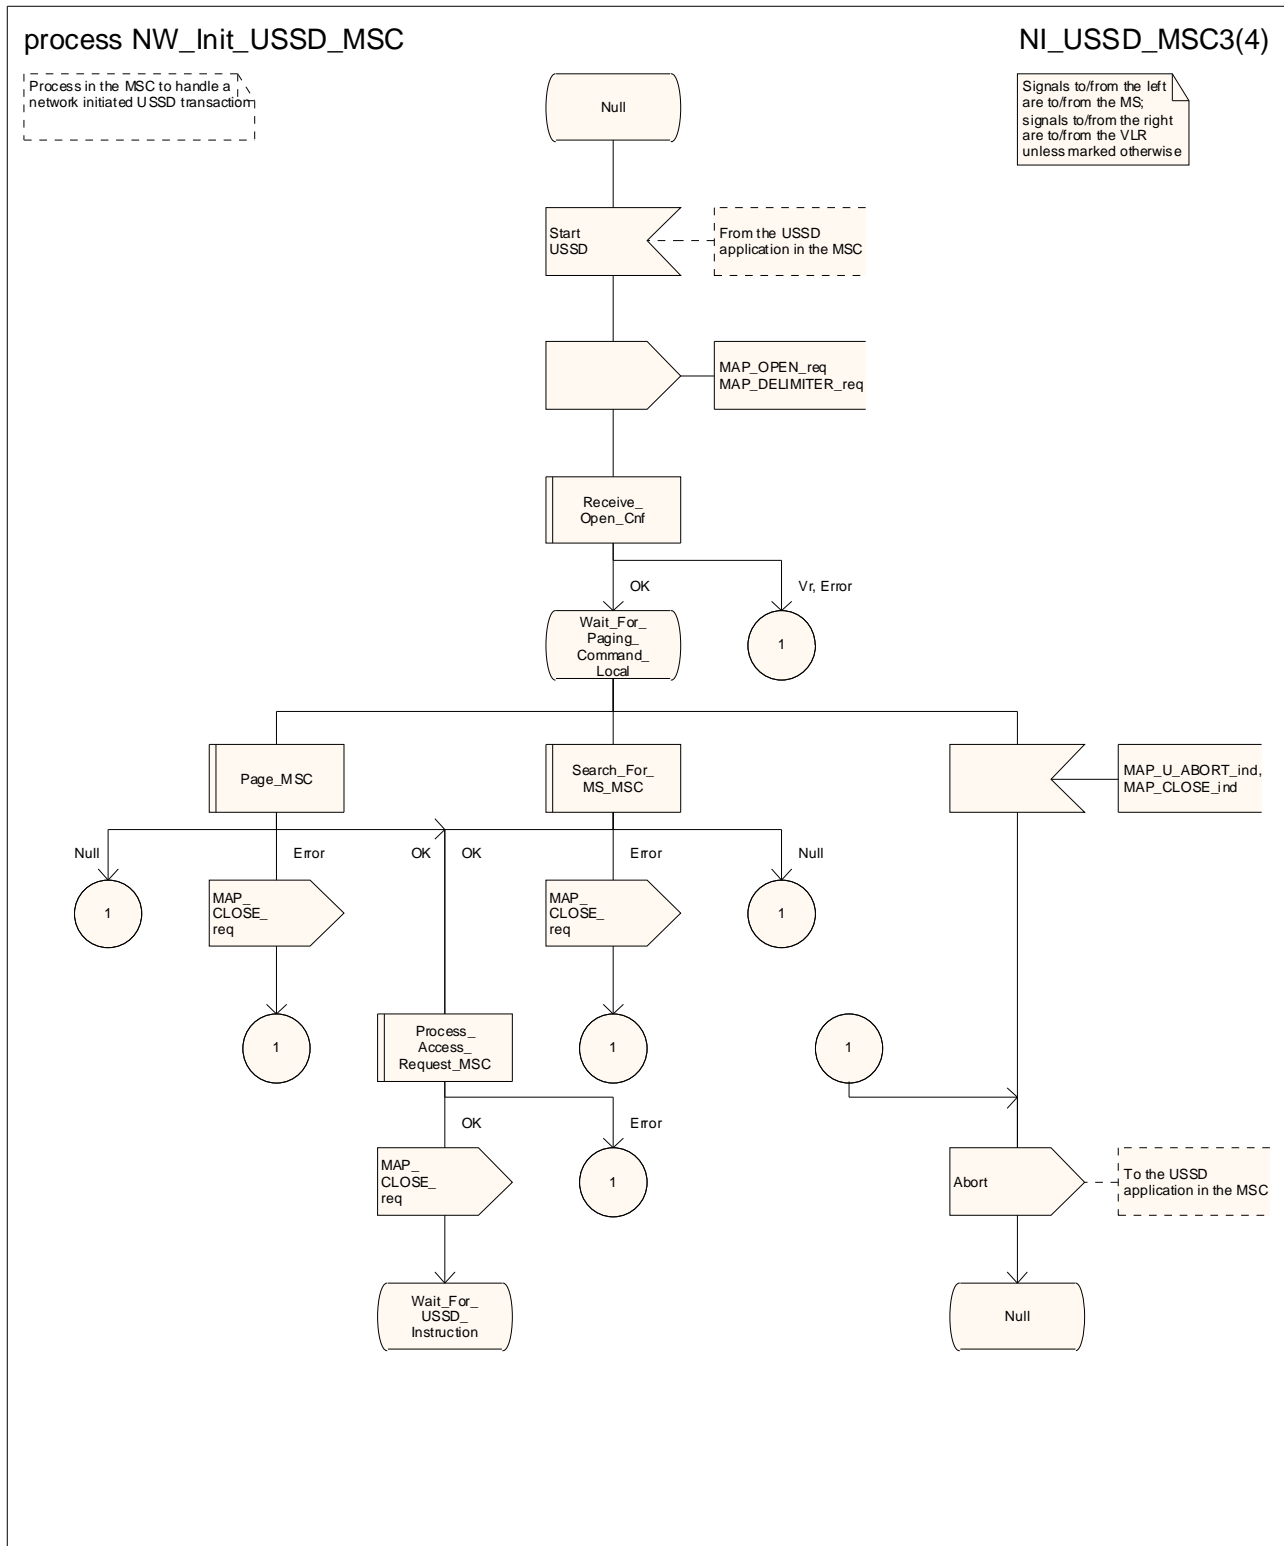 process NW_Init_USSD_MSC
NI_USSD_MSC3(4)
Process in the MSC to handle a
network initiated USSD transaction
Null
Signals to/from the left
are to/from the MS;
signals to/from the right
are to/from the VLR
unless marked otherwise
Start
USSD
From the USSD
application in the MSC
MAP_OPEN_req
MAP_DELIMITER_req
Receive_
Open_Cnf
OK
Vr, Error
Wait_For_
Paging_
Command_
Local
1
Page_MSC
Search_For_
MS_MSC
MAP_U_ABORT_ind,
MAP_CLOSE_ind
Null
Error
OK
OK
Error
Null
1
MAP_
CLOSE_
req
MAP_
CLOSE_
req
1
1
Process_
Access_
Request_MSC
1
1
OK
Error
MAP_
CLOSE_
req
1
Abort
To the USSD
application in the MSC
Wait_For_
USSD_
Instruction
Null